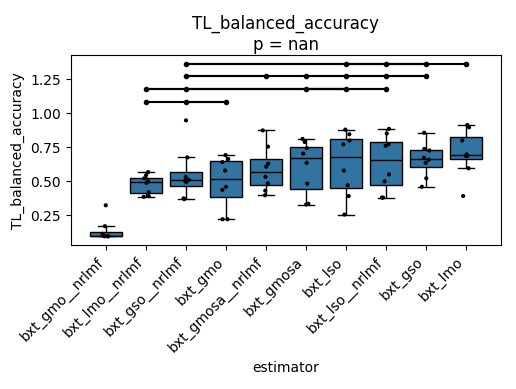 TL_balanced_accuracy
p = nan
TL_balanced_accuracy
1.25
1.00
0.75
0.50
0.25
bxt_gmo__nrlmf
bxt_lmo__nrlmf
bxt_gso__nrlmf
bxt_gmo
bxt_gmosa__nrlmf
bxt_gmosa
bxt_lso
bxt_lso__nrlmf
bxt_gso
bxt_lmo
estimator